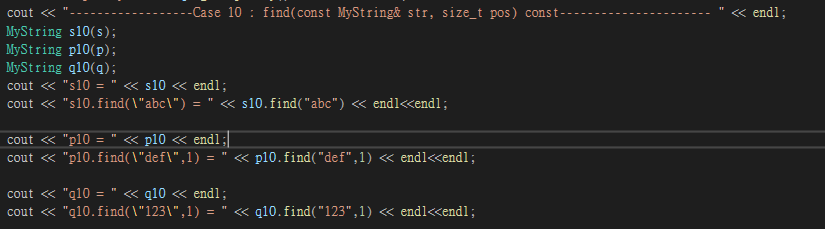 cout << "-----------------Case 10 : find(const MyString& str, size_t pos) const--------------------- " << endl;
MyString s10(s);
MyString p10(p);
MyString q10(q);
cout << "s10 = " << s10 << endl;
cout << "s10.find(\"abc\") = " << s10.find("abc") << endl<<endl;
cout << "p10 = " << p10 << endl;
cout << "p10.find(\"def\",1) = " << p10.find("def",1) << endl<<endl;
cout << "q10 = " << q10 << endl;
cout << "q10.find(\"123\",1) = " << q10.find("123",1) << endl<<endl;